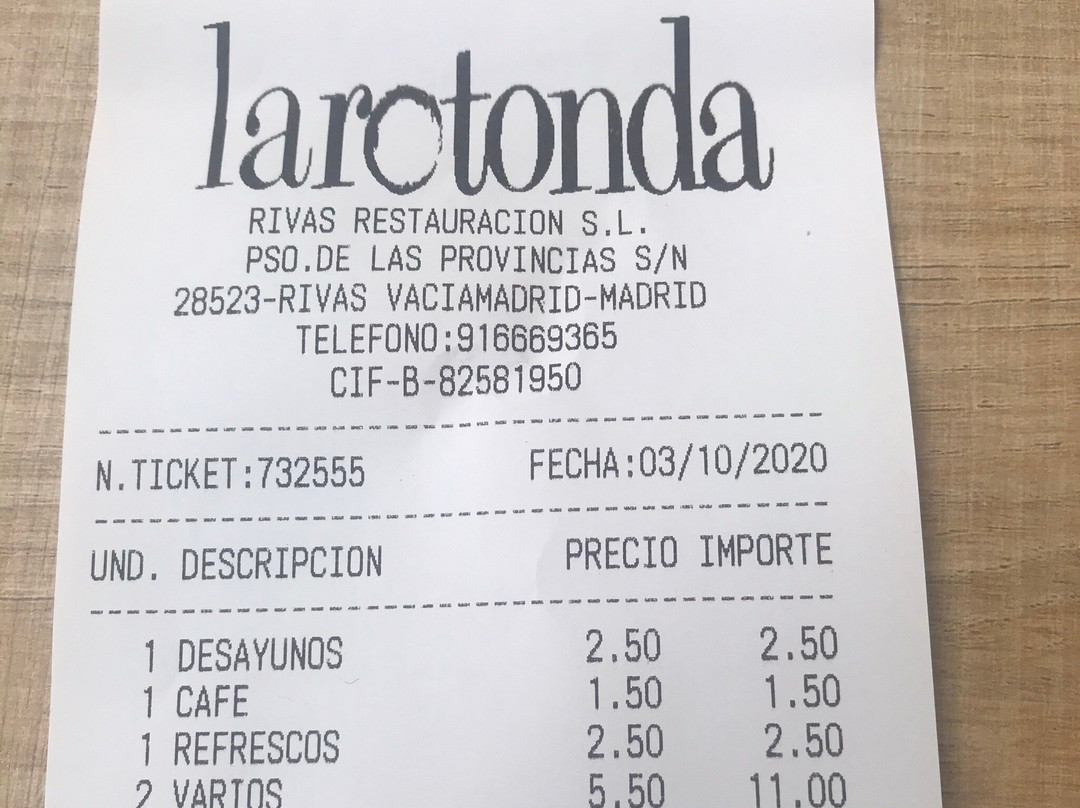 larotonda
RIVAS RESTAURACION S.L.
PSO.DE LAS PROVINCIAS S/N
28523-RIVAS VACIAMADRID-MADRID
TELEFONO:916669365
CIF-B-82581950
N.TICKET:732555 FECHA:03/10/2020
UND. DESCRIPCION PRECIO IMPORTE
1 DESAYUNOS 2.50 2.50
1 CAFE 1.50 1.50
1 REFRESCOS 2.50 2.50
2 VARIOS 5.50 11.00